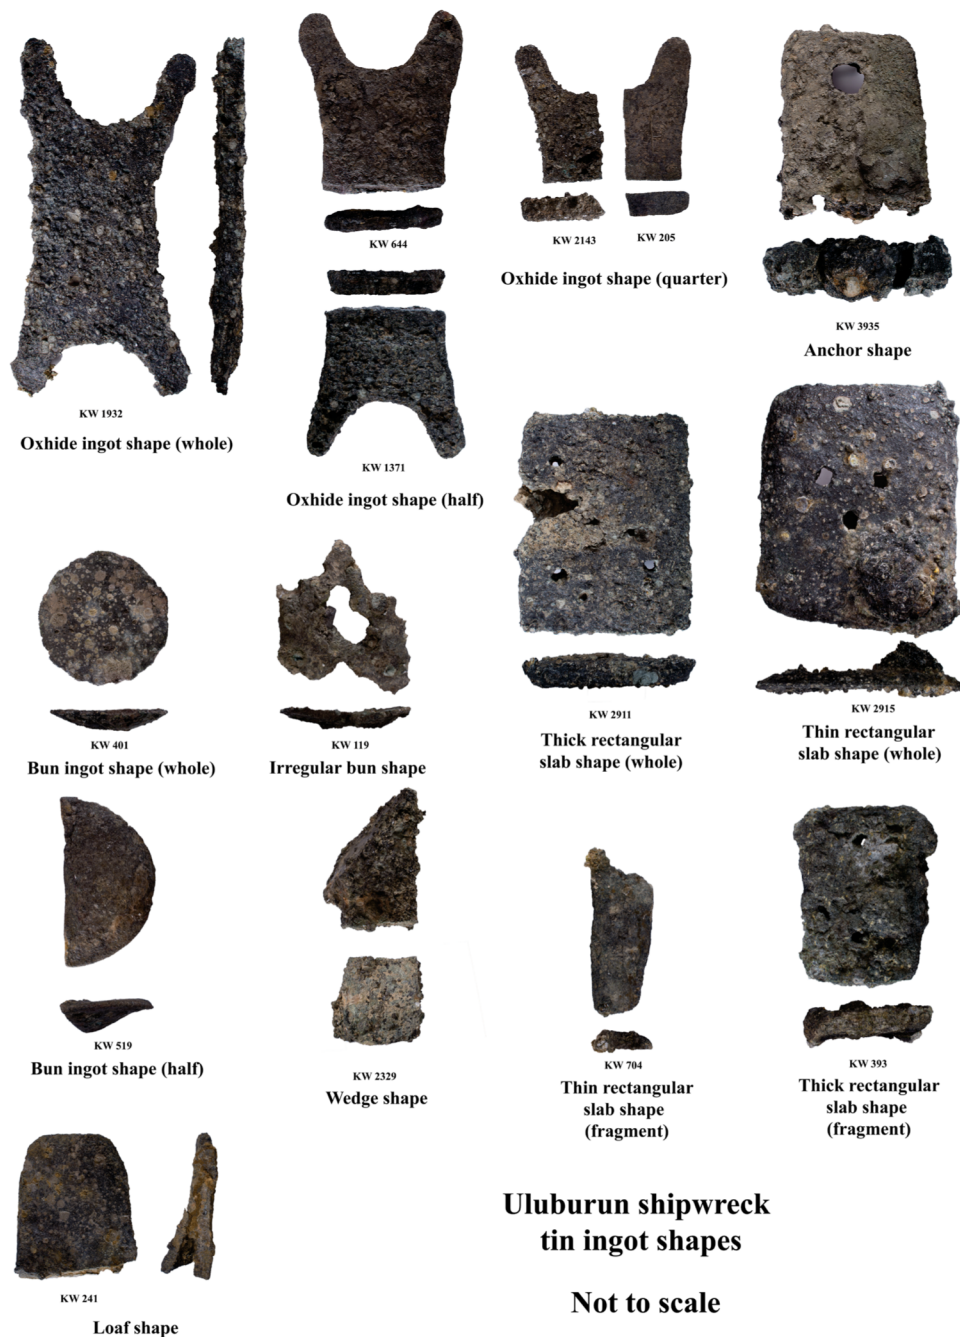 KW 1932
Oxhide ingot shape (whole)
KW 644
KW 1371
Oxhide ingot shape (half)
KW 2143
KW 205
Oxhide ingot shape (quarter)
KW 3935
Anchor shape
KW 401
Bun ingot shape (whole)
KW 119
Irregular bun shape
KW 2911
Thick rectangular
slab shape (whole)
KW 2915
Thin rectangular
slab shape (whole)
KW 519
Bun ingot shape (half)
KW 2329
Wedge shape
KW 704
Thin rectangular
slab shape
(fragment)
KW 393
Thick rectangular
slab shape
(fragment)
KW 241
Loaf shape
Uluburun shipwreck
tin ingot shapes
Not to scale